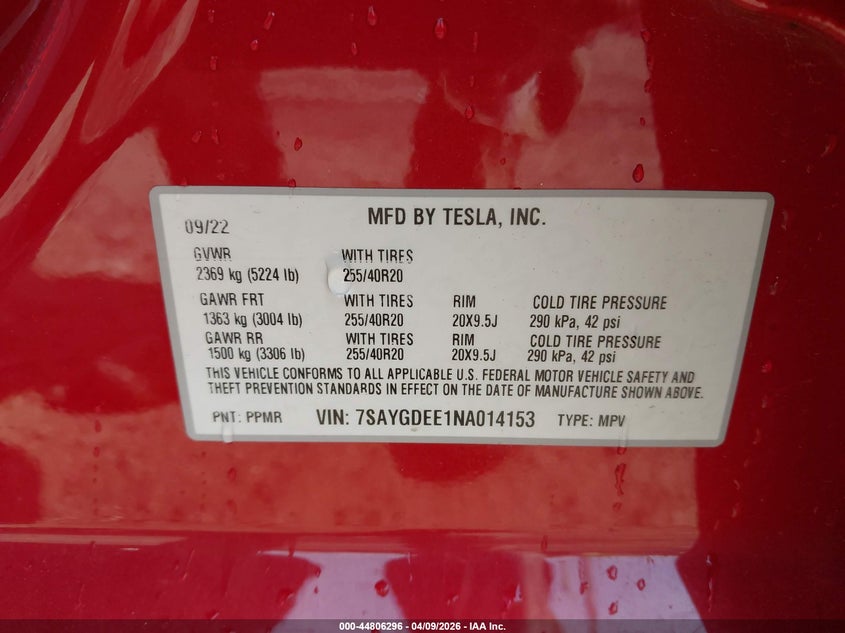 09/22 MFD BY TESLA, INC.
GVWR WITH TIRES
2369 kg (5224 lb) 255/40R20
GAWR FRT WITH TIRES RIM COLD TIRE PRESSURE
1363 kg (3004 lb) 255/40R20 20X9.5J 290 kPa, 42 psi
GAWR RR WITH TIRES RIM COLD TIRE PRESSURE
1500 kg (3306 lb) 255/40R20 20X9.5J 290 kPa, 42 psi
THIS VEHICLE CONFORMS TO ALL APPLICABLE U.S. FEDERAL MOTOR VEHICLE SAFETY AND
THEFT PREVENTION STANDARDS IN EFFECT ON THE DATE OF MANUFACTURE SHOWN ABOVE.
PNT: PPMR VIN: 7SAYGDEE1NA014153 TYPE: MPV
000-44806296 - 04/09/2026 - IAA Inc.